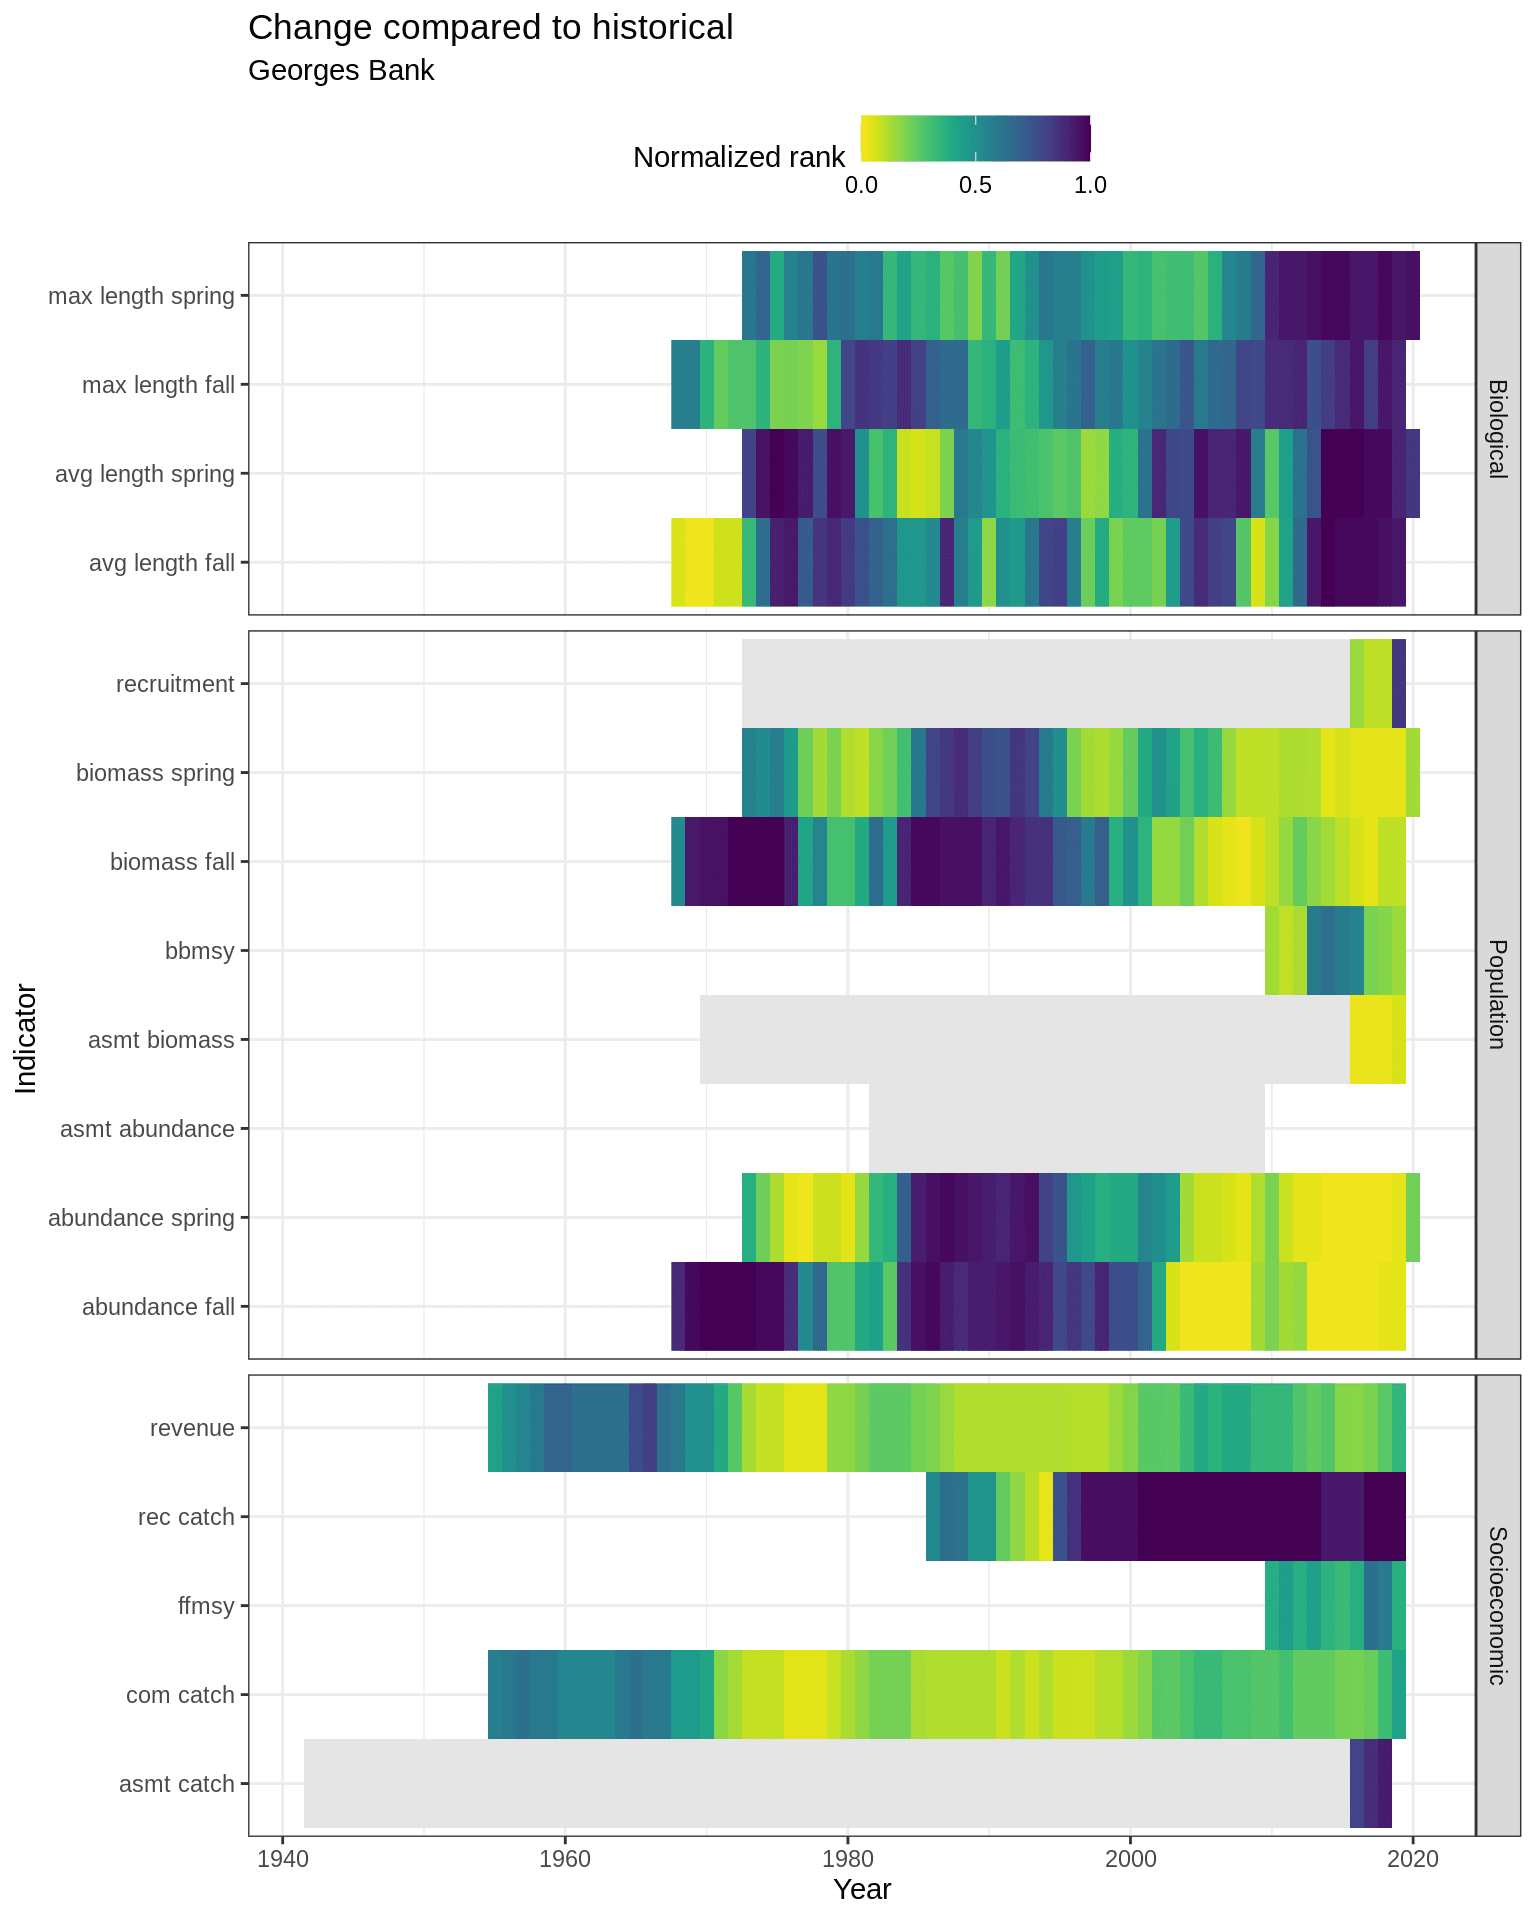 Change compared to historical
Georges Bank
Normalized rank
0.0 0.5 1.0
max length spring
max length fall
avg length spring
avg length fall
Biological
recruitment
biomass spring
biomass fall
bbmsy
asmt biomass
asmt abundance
abundance spring
abundance fall
Population
revenue
rec catch
ffmsy
com catch
asmt catch
Socioeconomic
Indicator
1940 1960 1980 2000 2020
Year